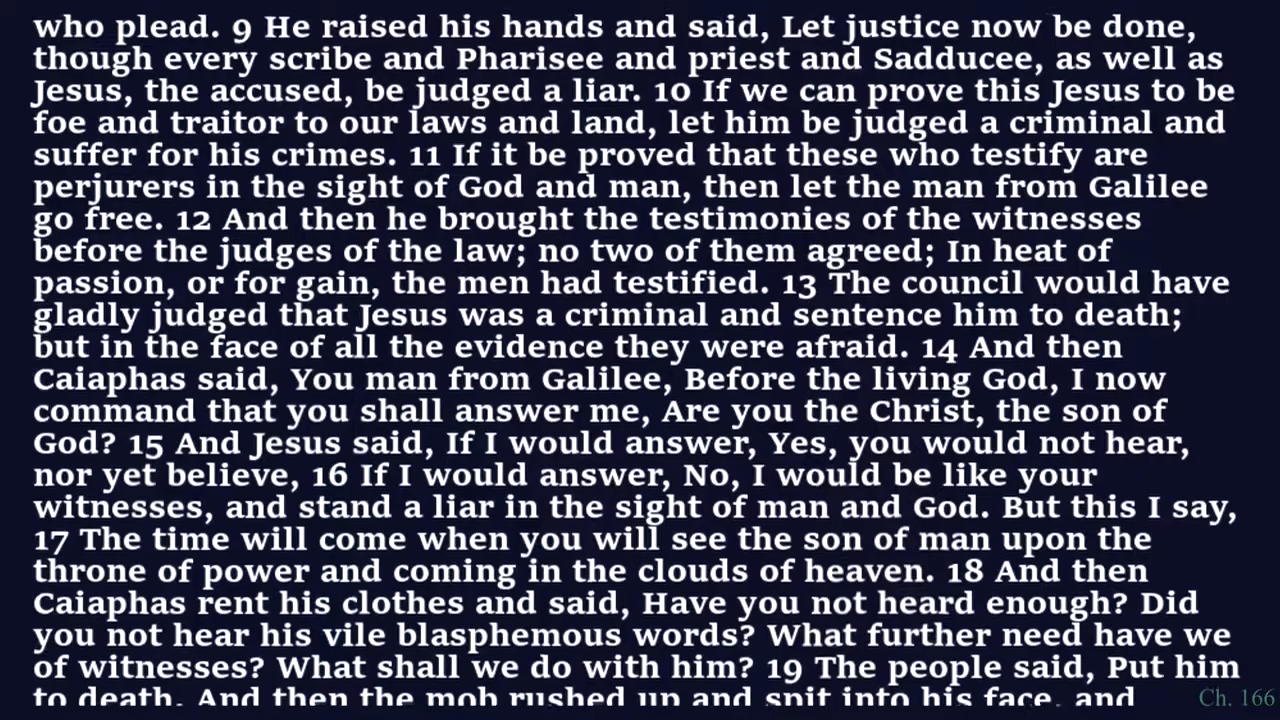 who plead. 9 He raised his hands and said, Let justice now be done,
though every scribe and Pharisee and priest and Sadducee, as well as
Jesus, the accused, be judged a liar. 10 If we can prove this Jesus to be
foe and traitor to our laws and land, let him be judged a criminal and
suffer for his crimes. 11 If it be proved that these who testify are
perjurers in the sight of God and man, then let the man from Galilee
go free. 12 And then he brought the testimonies of the witnesses
before the judges of the law; no two of them agreed; In heat of
passion, or for gain, the men had testified. 13 The council would have
gladly judged that Jesus was a criminal and sentence him to death;
but in the face of all the evidence they were afraid. 14 And then
Caiaphas said, You man from Galilee, Before the living God, I now
command that you shall answer me, Are you the Christ, the son of
God? 15 And Jesus said, If I would answer, Yes, you would not hear,
nor yet believe, 16 If I would answer, No, I would be like your
witnesses, and stand a liar in the sight of man and God. But this I say,
17 The time will come when you will see the son of man upon the
throne of power and coming in the clouds of heaven. 18 And then
Caiaphas rent his clothes and said, Have you not heard enough? Did
you not hear his vile blasphemous words? What further need have we
of witnesses? What shall we do with him? 19 The people said, Put him
to death. And then the mob rushed up and spit into his face, and
Ch. 166